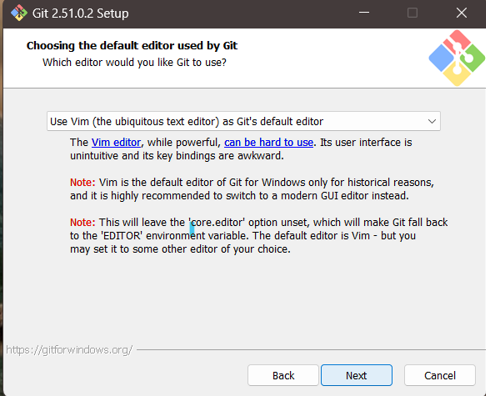 Git 2.51.0.2 Setup
Choosing the default editor used by Git
Which editor would you like Git to use?
Use Vim (the ubiquitous text editor) as Git's default editor
The Vim editor, while powerful, can be hard to use. Its user interface is
unintuitive and its key bindings are awkward.
Note: Vim is the default editor of Git for Windows only for historical reasons,
and it is highly recommended to switch to a modern GUI editor instead.
Note: This will leave the 'core.editor' option unset, which will make Git fall back
to the 'EDITOR' environment variable. The default editor is Vim - but you
may set it to some other editor of your choice.
https://gitforwindows.org/
Back
Next
Cancel